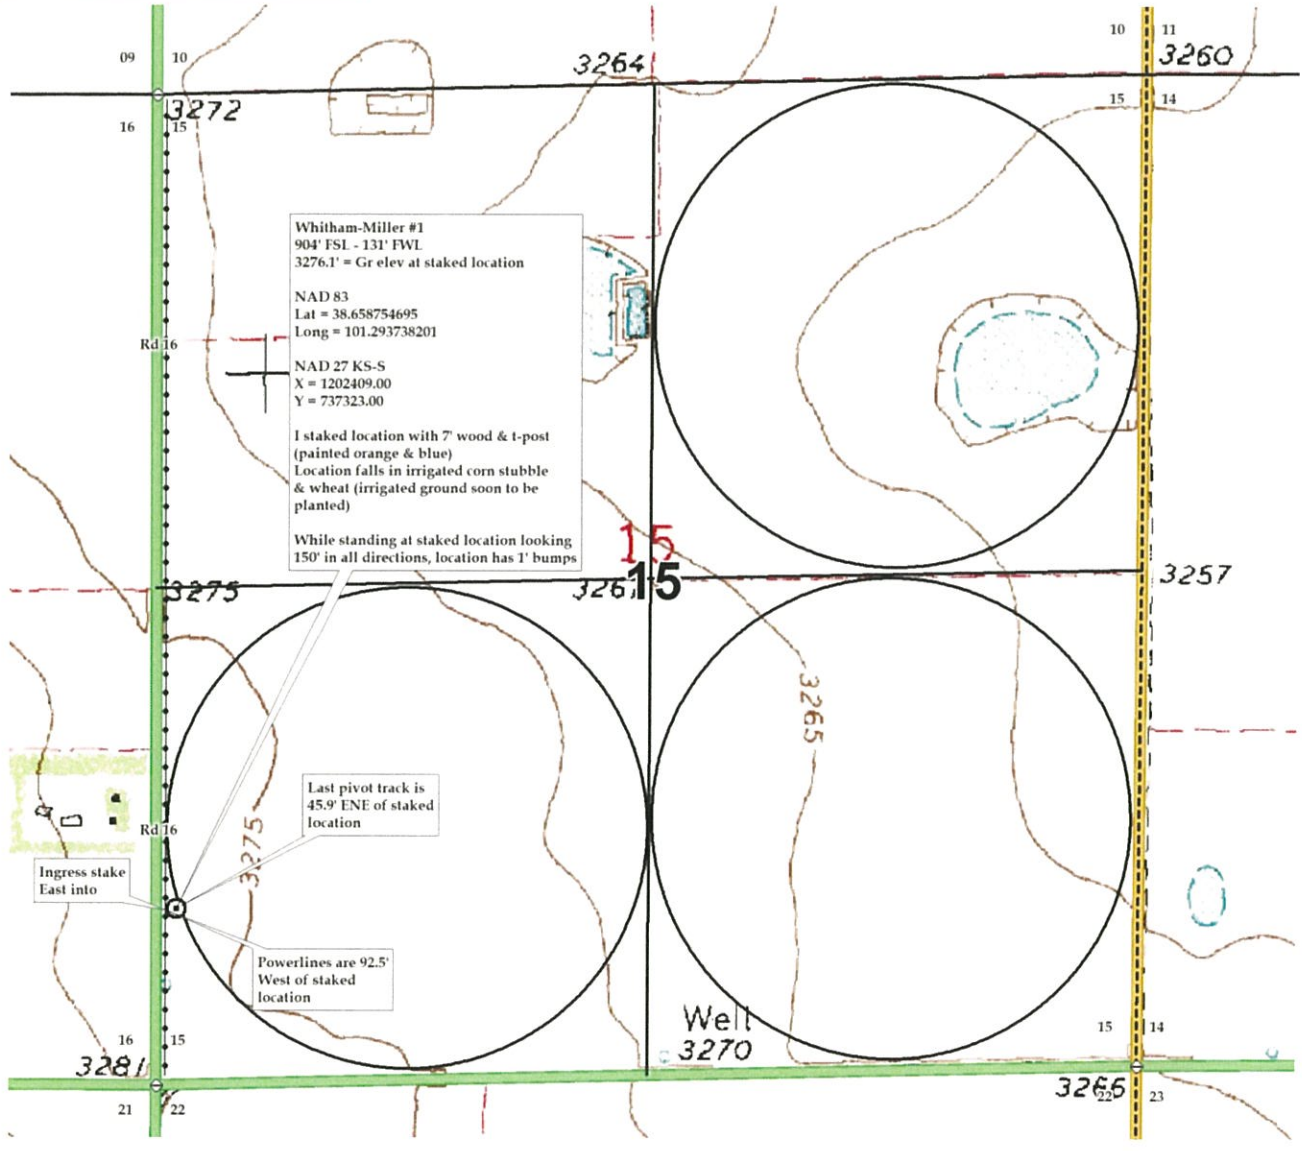 09
10
3264
10
11
3260
3272
16
15
15
14
Whitham-Miller #1
904' FSL - 131' FWL
3276.1' = Gr elev at staked location
NAD 83
Lat = 38.658754695
Long = 101.293738201
NAD 27 KS-S
X = 1202409.00
Y = 737323.00
I staked location with 7' wood & t-post
(painted orange & blue)
Location falls in irrigated corn stubble
& wheat (irrigated ground soon to be
planted)
While standing at staked location looking
150' in all directions, location has 1' bumps
Rd 16
15
3275
15
3257
3265
Last pivot track is
45.9' ENE of staked
location
Rd 16
3275
Ingress stake
East into
Powerlines are 92.5'
West of staked
location
Well
3270
16
15
15
14
3281
3266
21
22
22
23